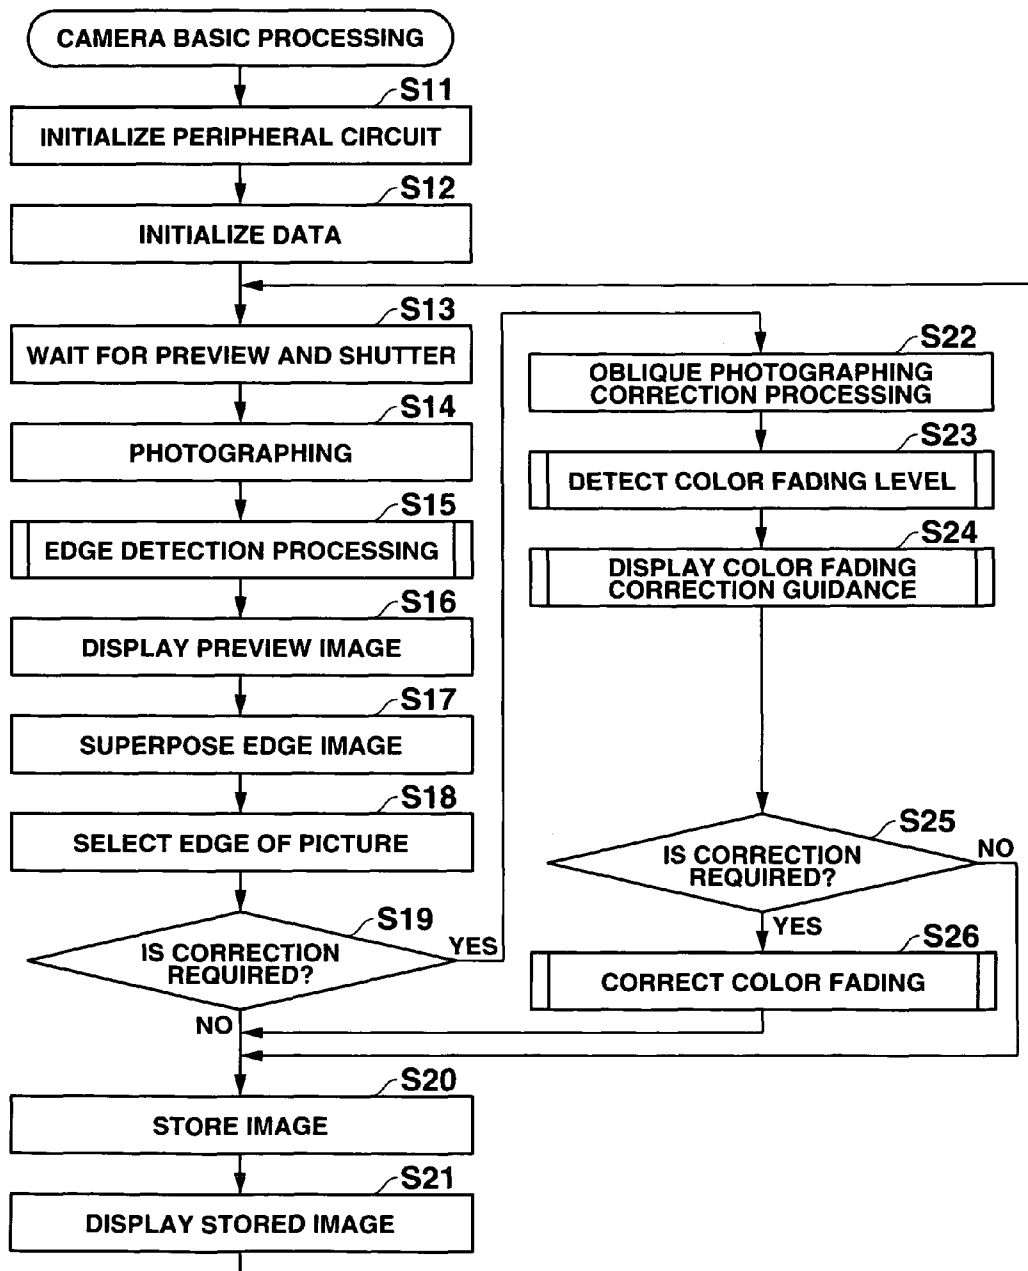 CAMERA BASIC PROCESSING
S11
INITIALIZE PERIPHERAL CIRCUIT
S12
INITIALIZE DATA
S13
WAIT FOR PREVIEW AND SHUTTER
S14
PHOTOGRAPHING
S15
EDGE DETECTION PROCESSING
S16
DISPLAY PREVIEW IMAGE
S17
SUPERPOSE EDGE IMAGE
S18
SELECT EDGE OF PICTURE
S19
IS CORRECTION
REQUIRED?
YES
NO
S20
STORE IMAGE
S21
DISPLAY STORED IMAGE
S22
OBLIQUE PHOTOGRAPHING
CORRECTION PROCESSING
S23
DETECT COLOR FADING LEVEL
S24
DISPLAY COLOR FADING
CORRECTION GUIDANCE
S25
IS CORRECTION
REQUIRED?
NO
YES
S26
CORRECT COLOR FADING